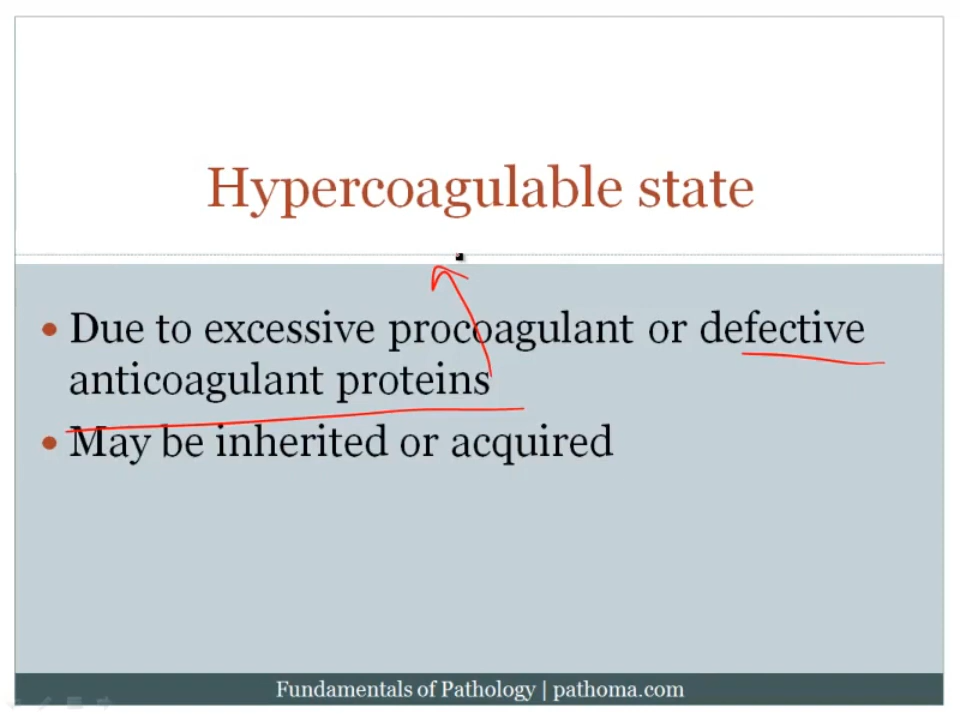 Hypercoagulable state
• Due to excessive procoagulant or defective
anticoagulant proteins
• May be inherited or acquired
Fundamentals of Pathology | pathoma.com